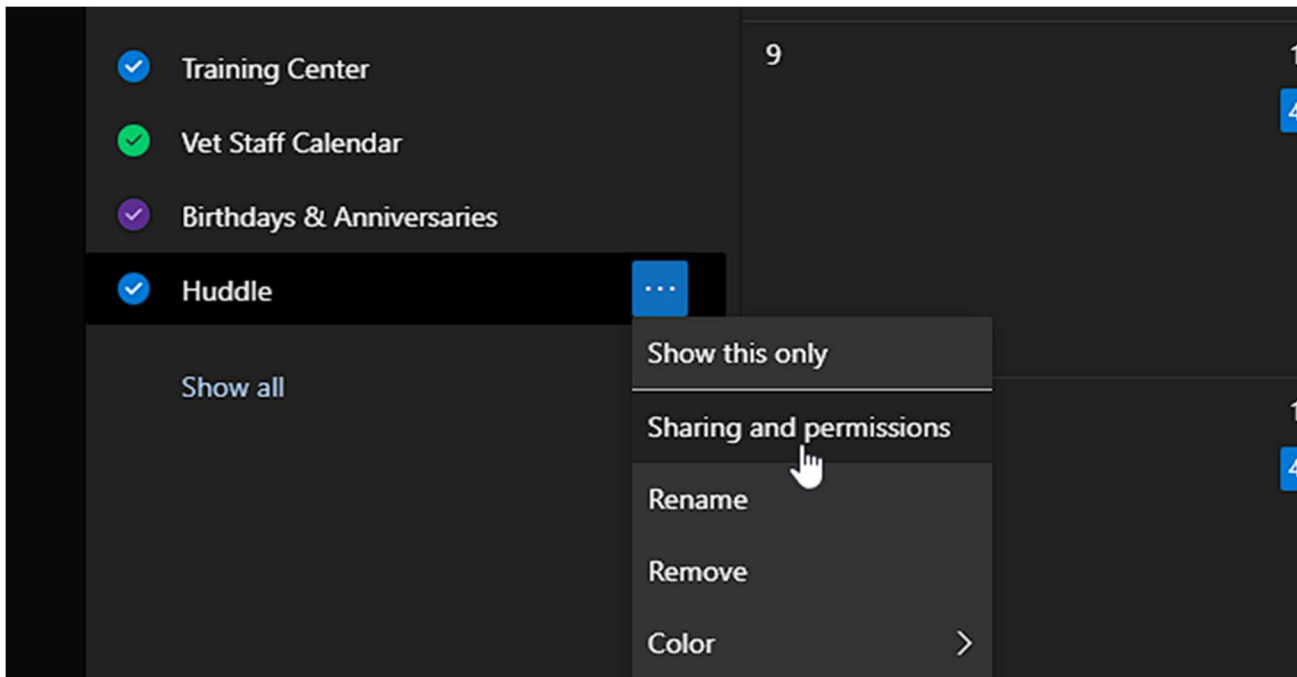 Training Center
Vet Staff Calendar
Birthdays & Anniversaries
Huddle
Show all
9
Show this only
Sharing and permissions
Rename
Remove
Color